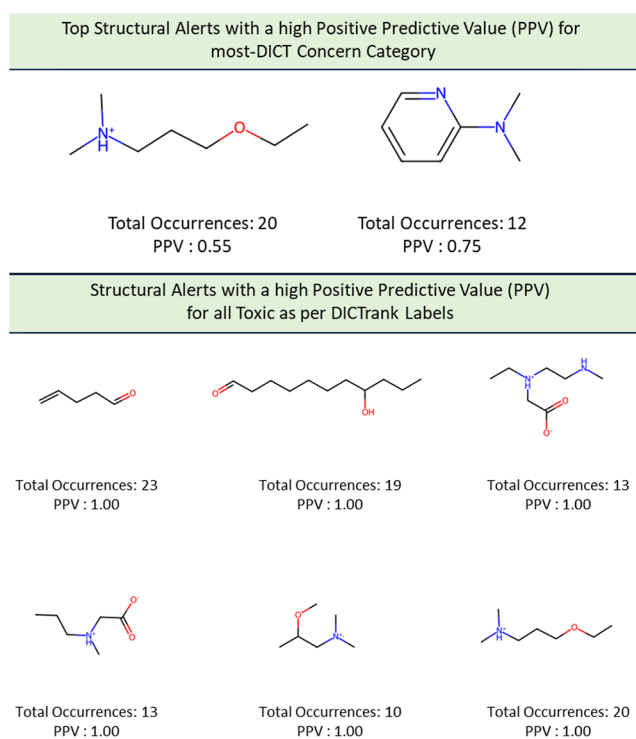 Top Structural Alerts with a high Positive Predictive Value (PPV) for
most-DICT Concern Category
N⁺
H
O
N
N
Total Occurrences: 20
PPV : 0.55
Total Occurrences: 12
PPV : 0.75
Structural Alerts with a high Positive Predictive Value (PPV)
for all Toxic as per DICTrank Labels
O
O
OH
H
N
N⁺
H
O
O⁻
Total Occurrences: 23
PPV : 1.00
Total Occurrences: 19
PPV : 1.00
Total Occurrences: 13
PPV : 1.00
O⁻
O
N⁺
H
O
N⁺
N⁺
H
O
Total Occurrences: 13
PPV : 1.00
Total Occurrences: 10
PPV : 1.00
Total Occurrences: 20
PPV : 1.00